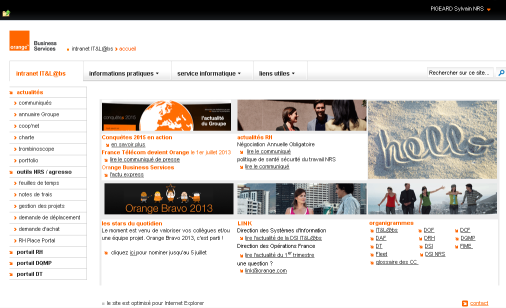 PIGEARD Sylvain NRS
orange
Business
Services
intranet IT&L@bs
accueil
intranet IT&L@bs
informations pratiques
service informatique
liens utiles
Rechercher sur ce site...
actualités
communiqués
annuaire Groupe
coop'net
charte
trombinoscope
portfolio
outils NRS / agresso
feuilles de temps
notes de frais
gestion des projets
demande de déplacement
demande d'achat
RH Place Portal
portail RH
portail DGMP
portail DT
conquêtes 2015
l'actualité
du Groupe
Conquêtes 2015 en action
en savoir plus
France Télécom devient Orange le 1er juillet 2013
lire le communiqué de presse
Orange Business Services
l'actu express
actualités RH
Négociation Annuelle Obligatoire
lire le communiqué
politique de santé sécurité du travail NRS
lire le communiqué
hello
Orange Bravo 2013
les stars du quotidien
Le moment est venu de valoriser vos collègues et/ou
une équipe projet. Orange Bravo 2013, c'est parti !
cliquez ici pour nominer jusqu'au 5 juillet
LINK
Direction des Systèmes d'Information
lire l'actualité de la DSI IT&L@bs
Direction des Opérations France
lire l'actualité du 1er trimestre
une question ?
link@orange.com
organigrammes
IT&L@bs
DOF
DCF
DAF
DRH
DGMP
DT
DSI
PME
Fleet
DSI NRS
glossaire des CC
le site est optimisé pour Internet Explorer
contact